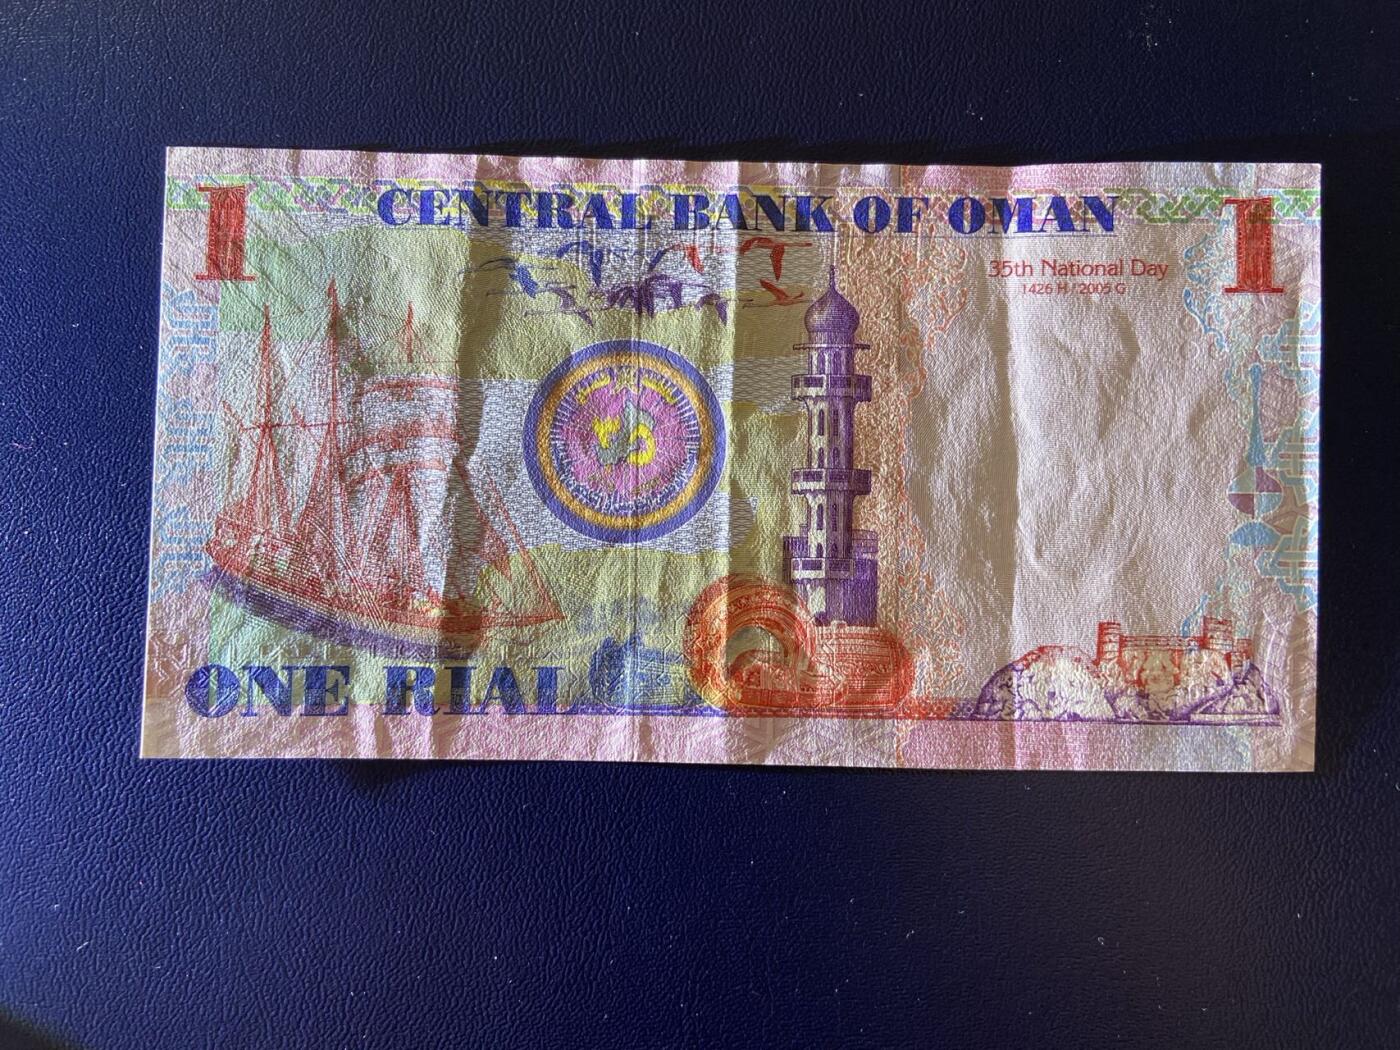 1 CENTRAL BANK OF OMAN 1
35th National Day
1426 H / 2005 G
ONE RIAL